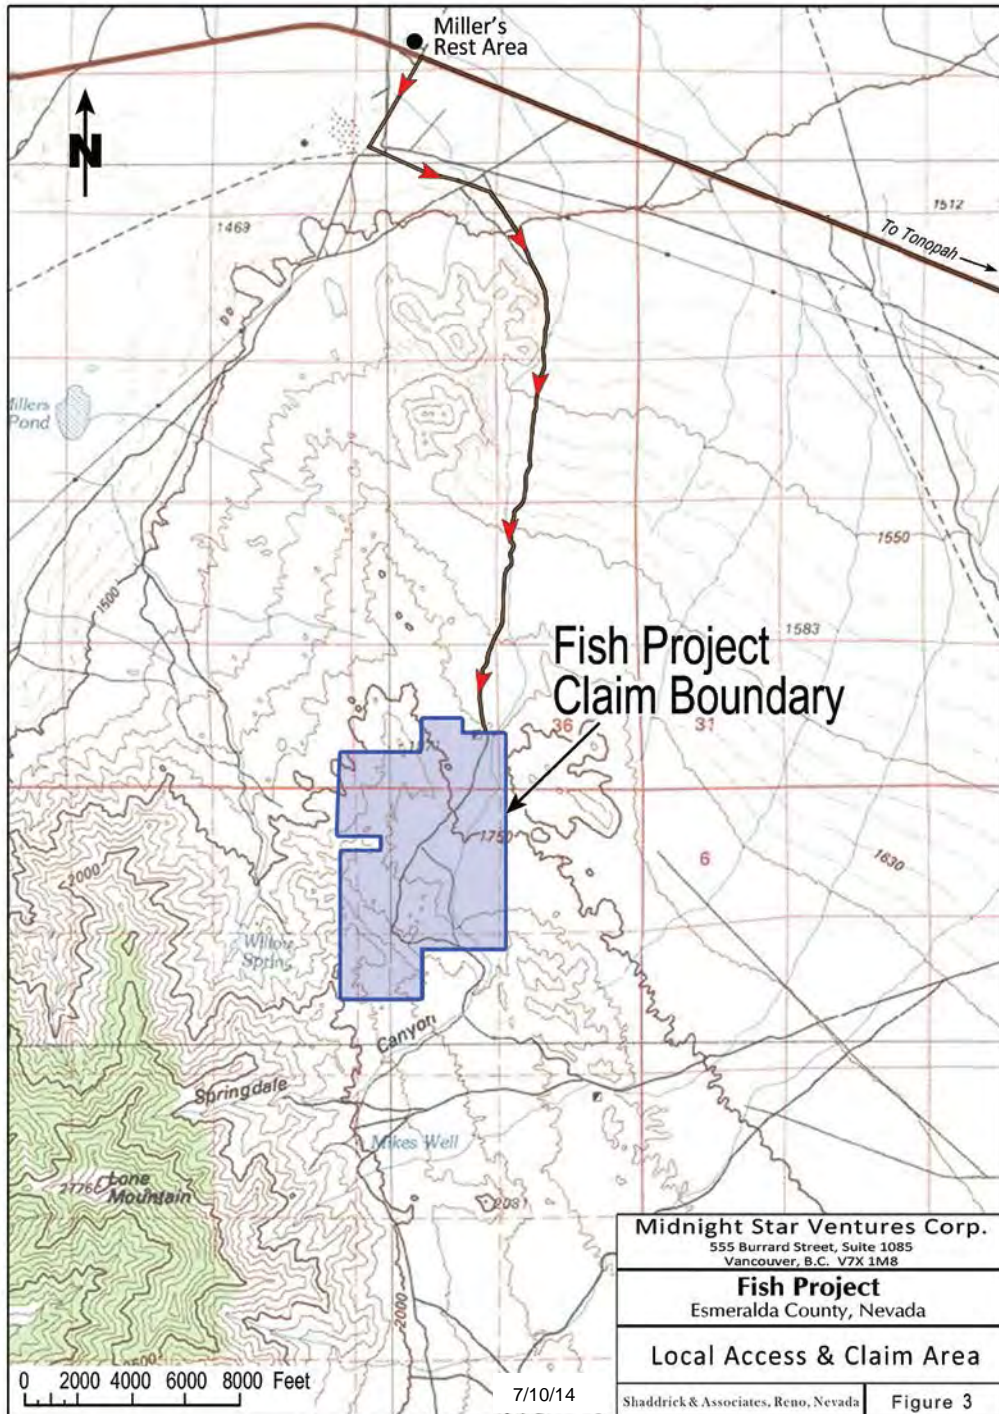 Miller's
Rest Area
N
1469
1512
To Tonopah
Pond
1500
1550
1583
Fish Project
Claim Boundary
36
31
1750
6
1630
2000
Willow
Spring
Canyon
Springdale
Mikes Well
2776
Lone
Mountain
2031
2000
Midnight Star Ventures Corp.
555 Burrard Street, Suite 1085
Vancouver, B.C. V7X 1M8
Fish Project
Esmeralda County, Nevada
Local Access & Claim Area
0 2000 4000 6000 8000 Feet
7/10/14
Shaddrick & Associates, Reno, Nevada
Figure 3